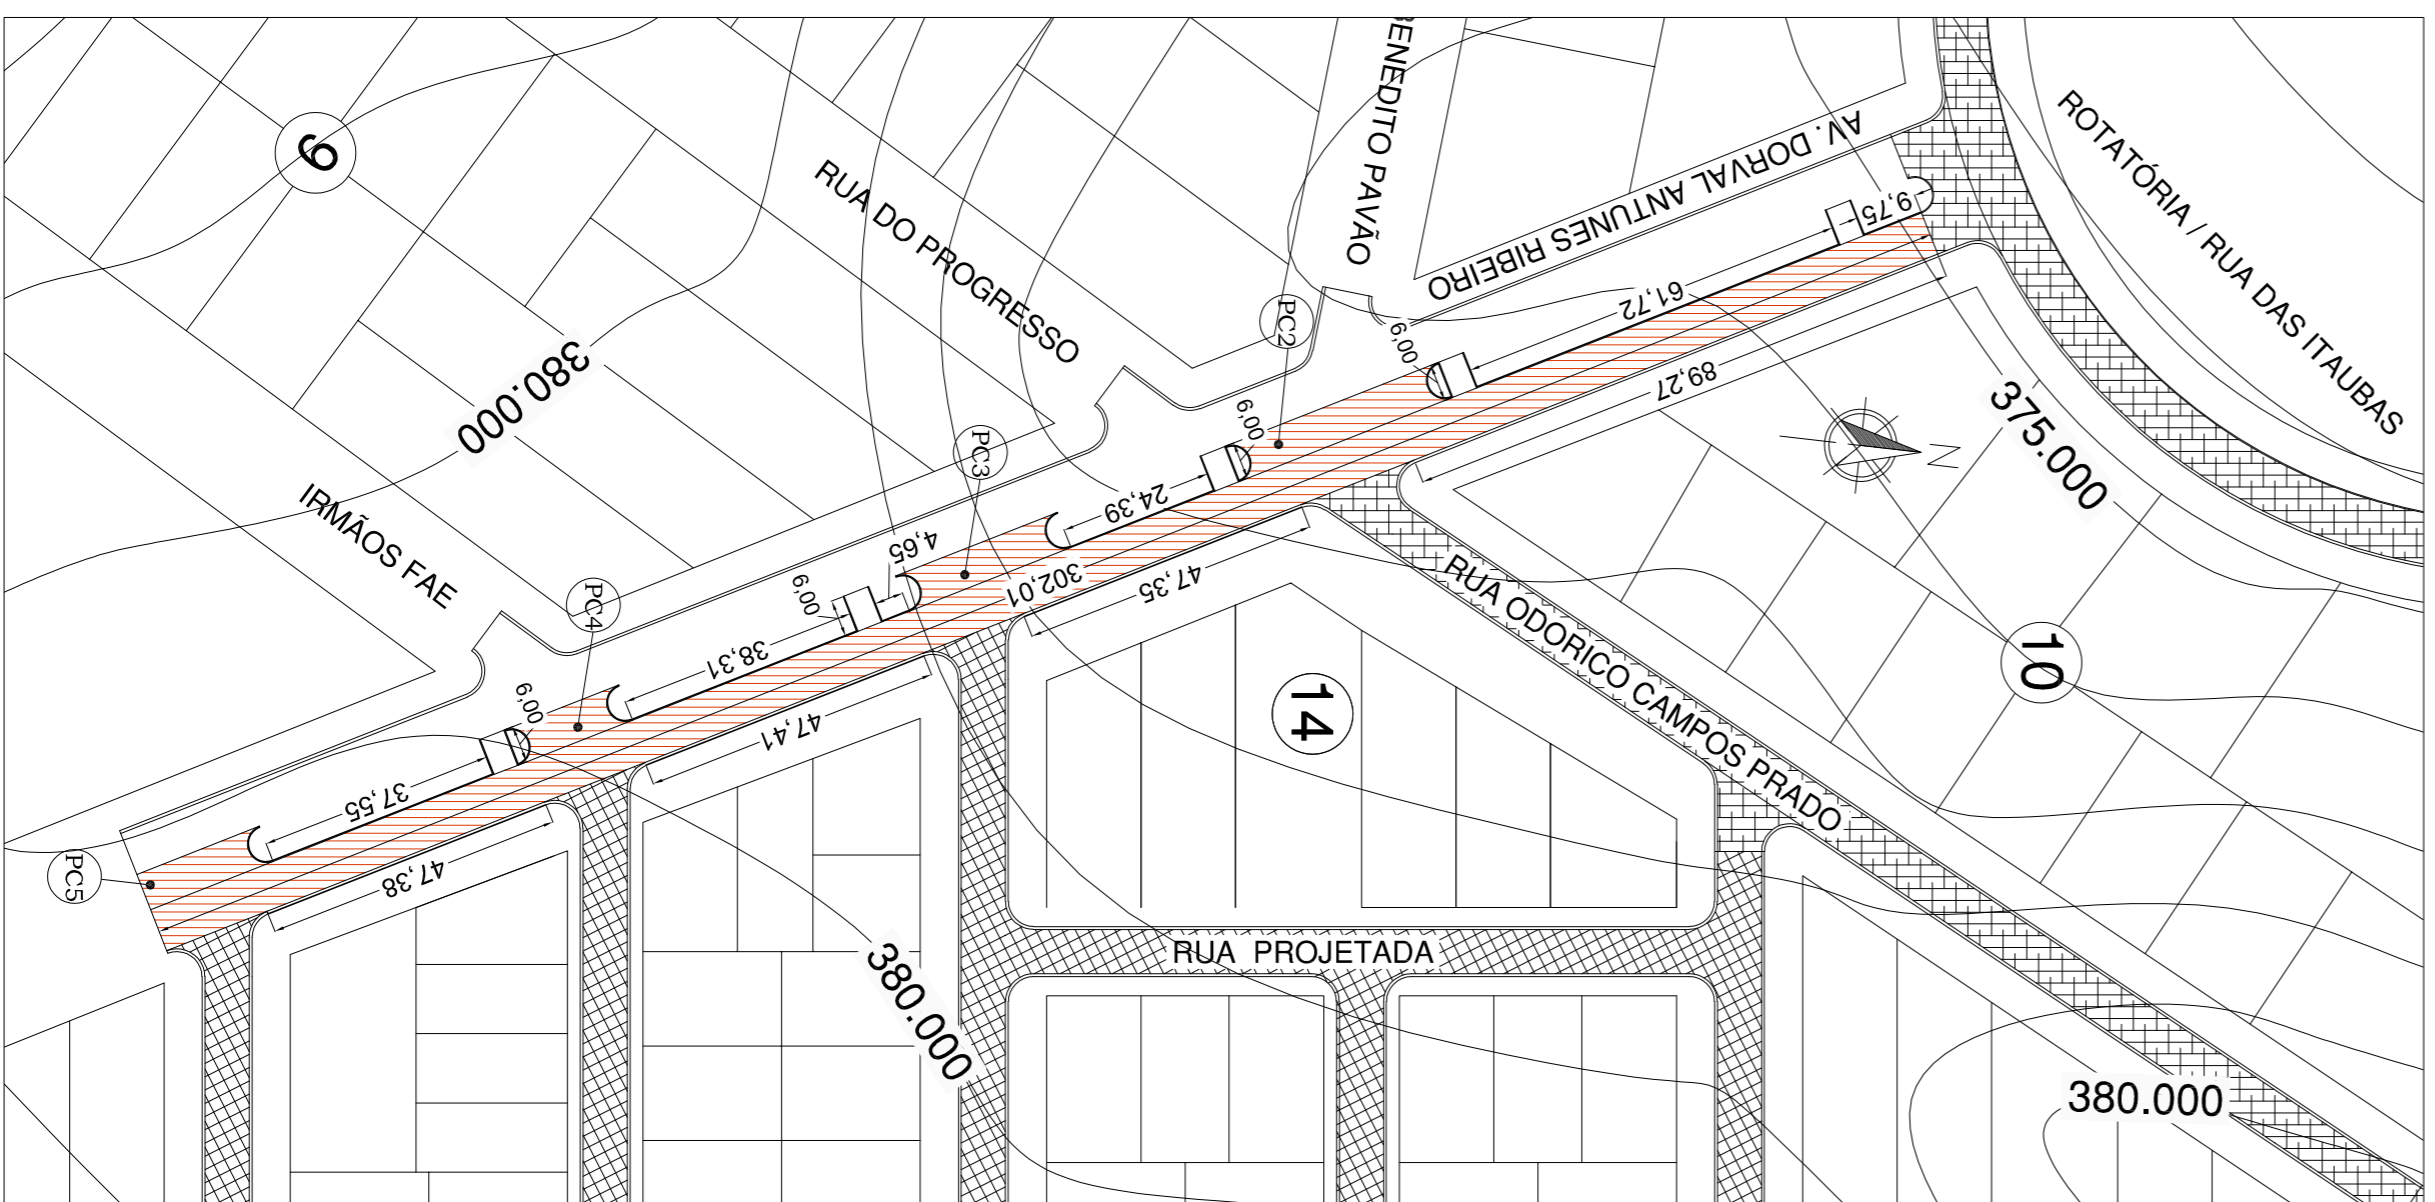 BENEDITO PAVÃO
AV. DORVAL ANTUNES RIBEIRO
ROTATÓRIA / RUA DAS ITAUBAS
9
RUA DO PROGRESSO
9,75
61,72
PC2
6,00
89,27
380.000
375.000
N
6,00
PC3
24,39
IRMÃOS FAE
4,65
302,01
47,35
RUA ODORICO CAMPOS PRADO
PC4
6,00
38,31
10
14
6,00
47,41
37,55
PC5
47,38
RUA PROJETADA
380.000
380.000